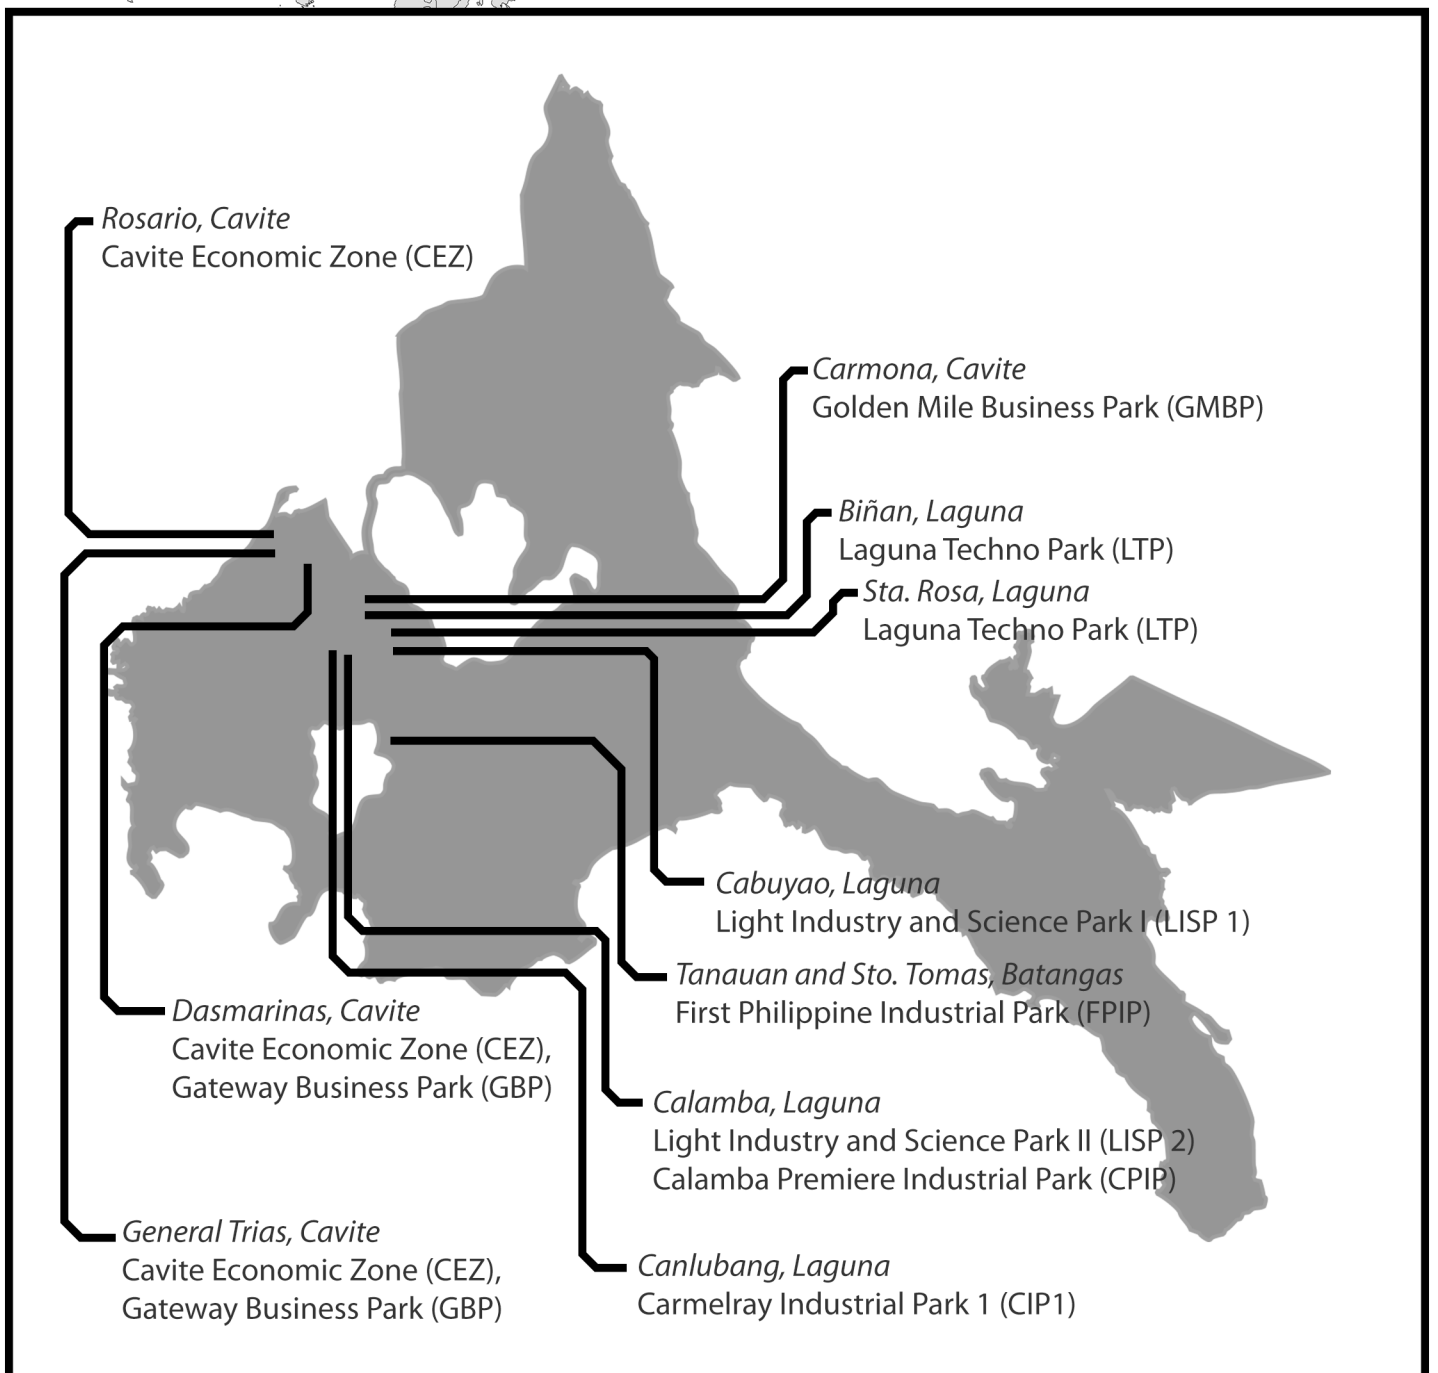 Rosario, Cavite
Cavite Economic Zone (CEZ)
Carmona, Cavite
Golden Mile Business Park (GMBP)
Biñan, Laguna
Laguna Techno Park (LTP)
Sta. Rosa, Laguna
Laguna Techno Park (LTP)
Cabuyao, Laguna
Light Industry and Science Park I (LISP 1)
Tanauan and Sto. Tomas, Batangas
First Philippine Industrial Park (FPIP)
Dasmarinas, Cavite
Cavite Economic Zone (CEZ),
Gateway Business Park (GBP)
Calamba, Laguna
Light Industry and Science Park II (LISP 2)
Calamba Premiere Industrial Park (CPIP)
General Trias, Cavite
Cavite Economic Zone (CEZ),
Gateway Business Park (GBP)
Canlubang, Laguna
Carmelray Industrial Park 1 (CIP1)